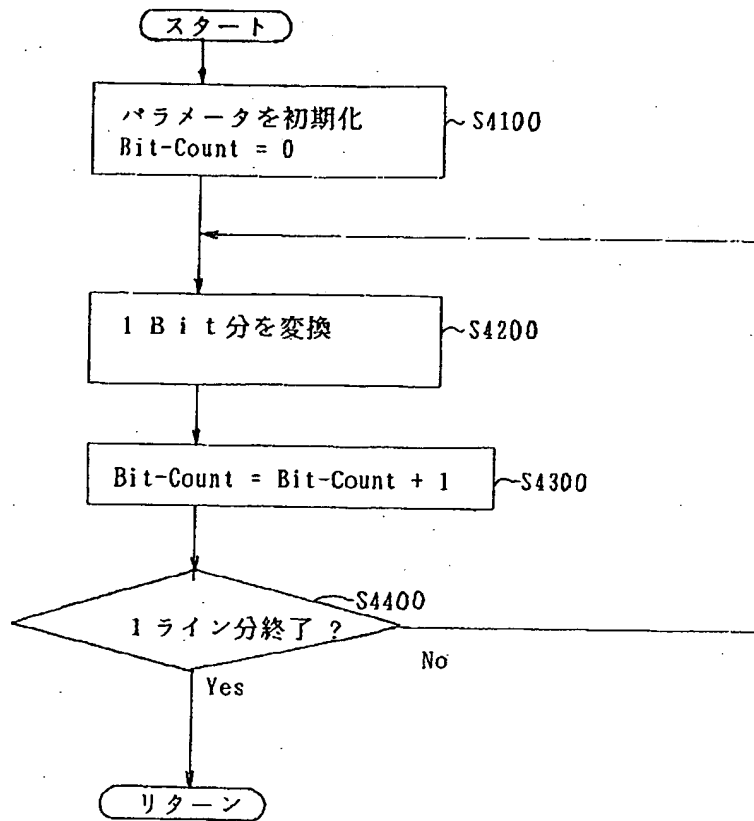 スタート
パラメータを初期化
Bit-Count = 0
S4100
1 Bit分を変換
S4200
Bit-Count = Bit-Count + 1
S4300
S4400
1 ライン分終了 ?
No
Yes
リターン